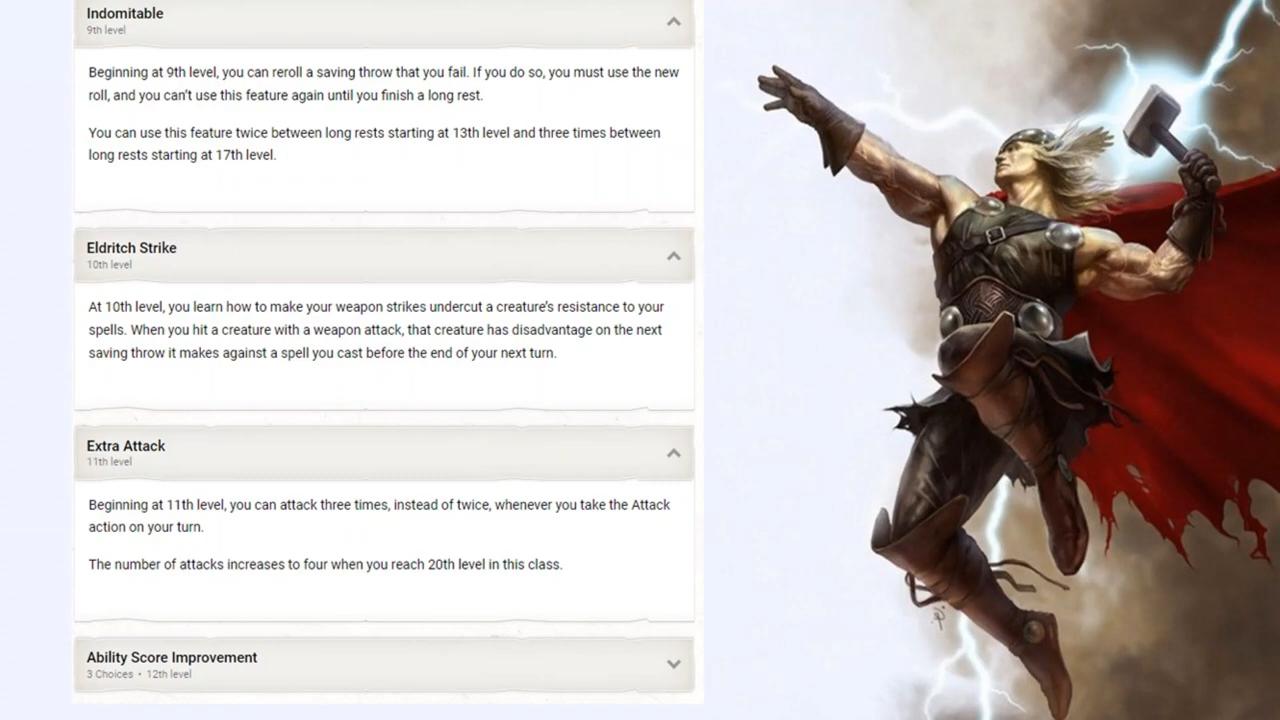 Indomitable
9th level
Beginning at 9th level, you can reroll a saving throw that you fail. If you do so, you must use the new
roll, and you can't use this feature again until you finish a long rest.
You can use this feature twice between long rests starting at 13th level and three times between
long rests starting at 17th level.
Eldritch Strike
10th level
At 10th level, you learn how to make your weapon strikes undercut a creature's resistance to your
spells. When you hit a creature with a weapon attack, that creature has disadvantage on the next
saving throw it makes against a spell you cast before the end of your next turn.
Extra Attack
11th level
Beginning at 11th level, you can attack three times, instead of twice, whenever you take the Attack
action on your turn.
The number of attacks increases to four when you reach 20th level in this class.
Ability Score Improvement
3 Choices • 12th level